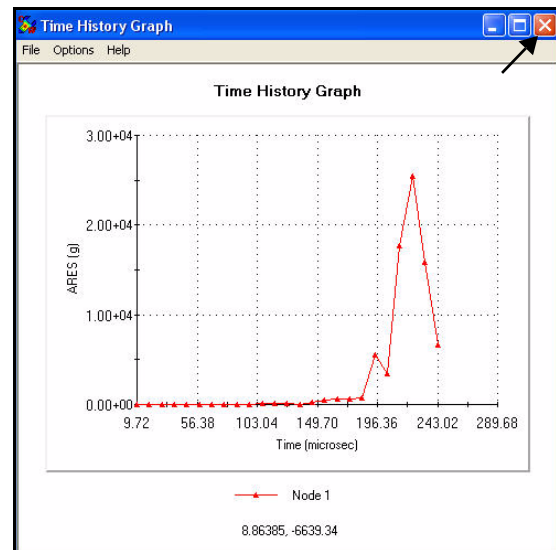 Time History Graph
File Options Help
Time History Graph
3.00+04
2.00+04
1.00+04
0.00+00
ARES (g)
9.72 56.38 103.04 149.70 196.36 243.02 289.68
Time (microsec)
Node 1
8.86385, -6639.34